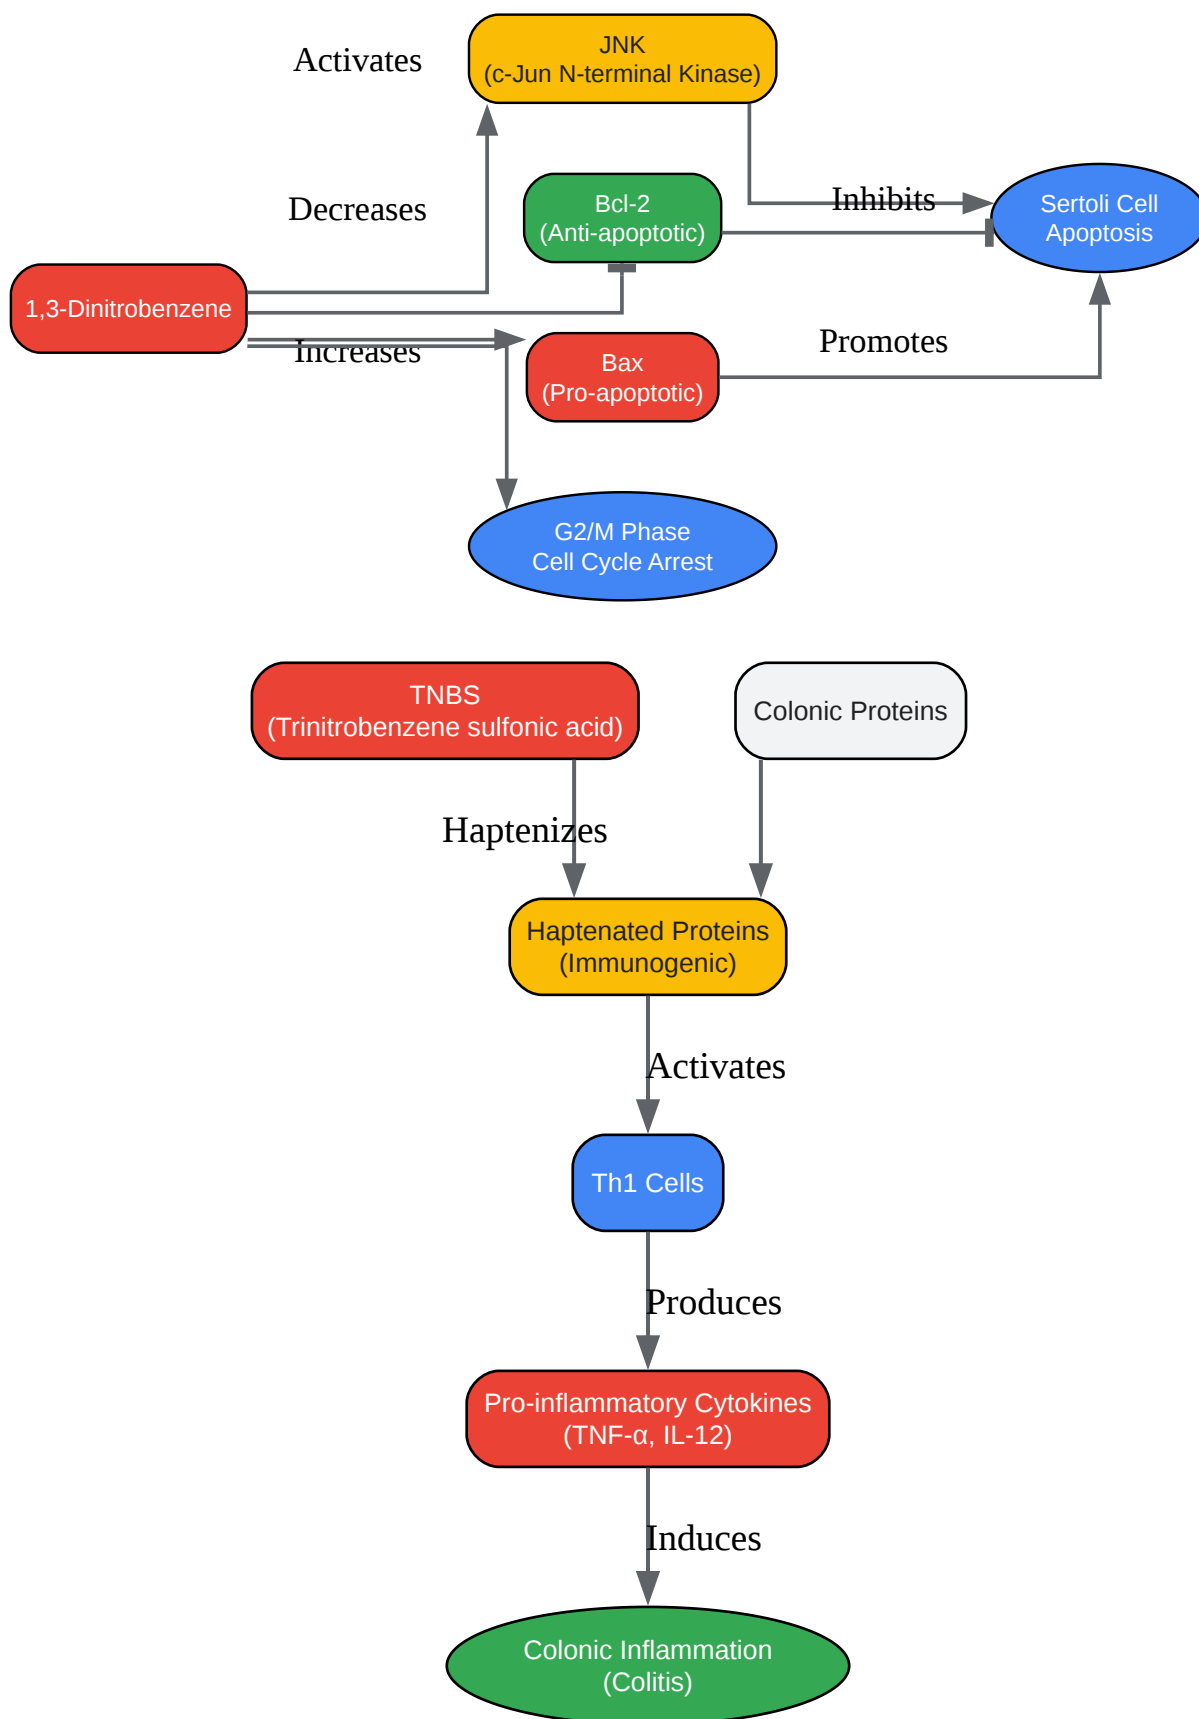 Activates
JNK
(c-Jun N-terminal Kinase)
Decreases
Bcl-2
(Anti-apoptotic)
Inhibits
Sertoli Cell
Apoptosis
1,3-Dinitrobenzene
Increases
Bax
(Pro-apoptotic)
Promotes
G2/M Phase
Cell Cycle Arrest
TNBS
(Trinitrobenzene sulfonic acid)
Colonic Proteins
Haptenizes
Haptenated Proteins
(Immunogenic)
Activates
Th1 Cells
Produces
Pro-inflammatory Cytokines
(TNF-α, IL-12)
Induces
Colonic Inflammation
(Colitis)